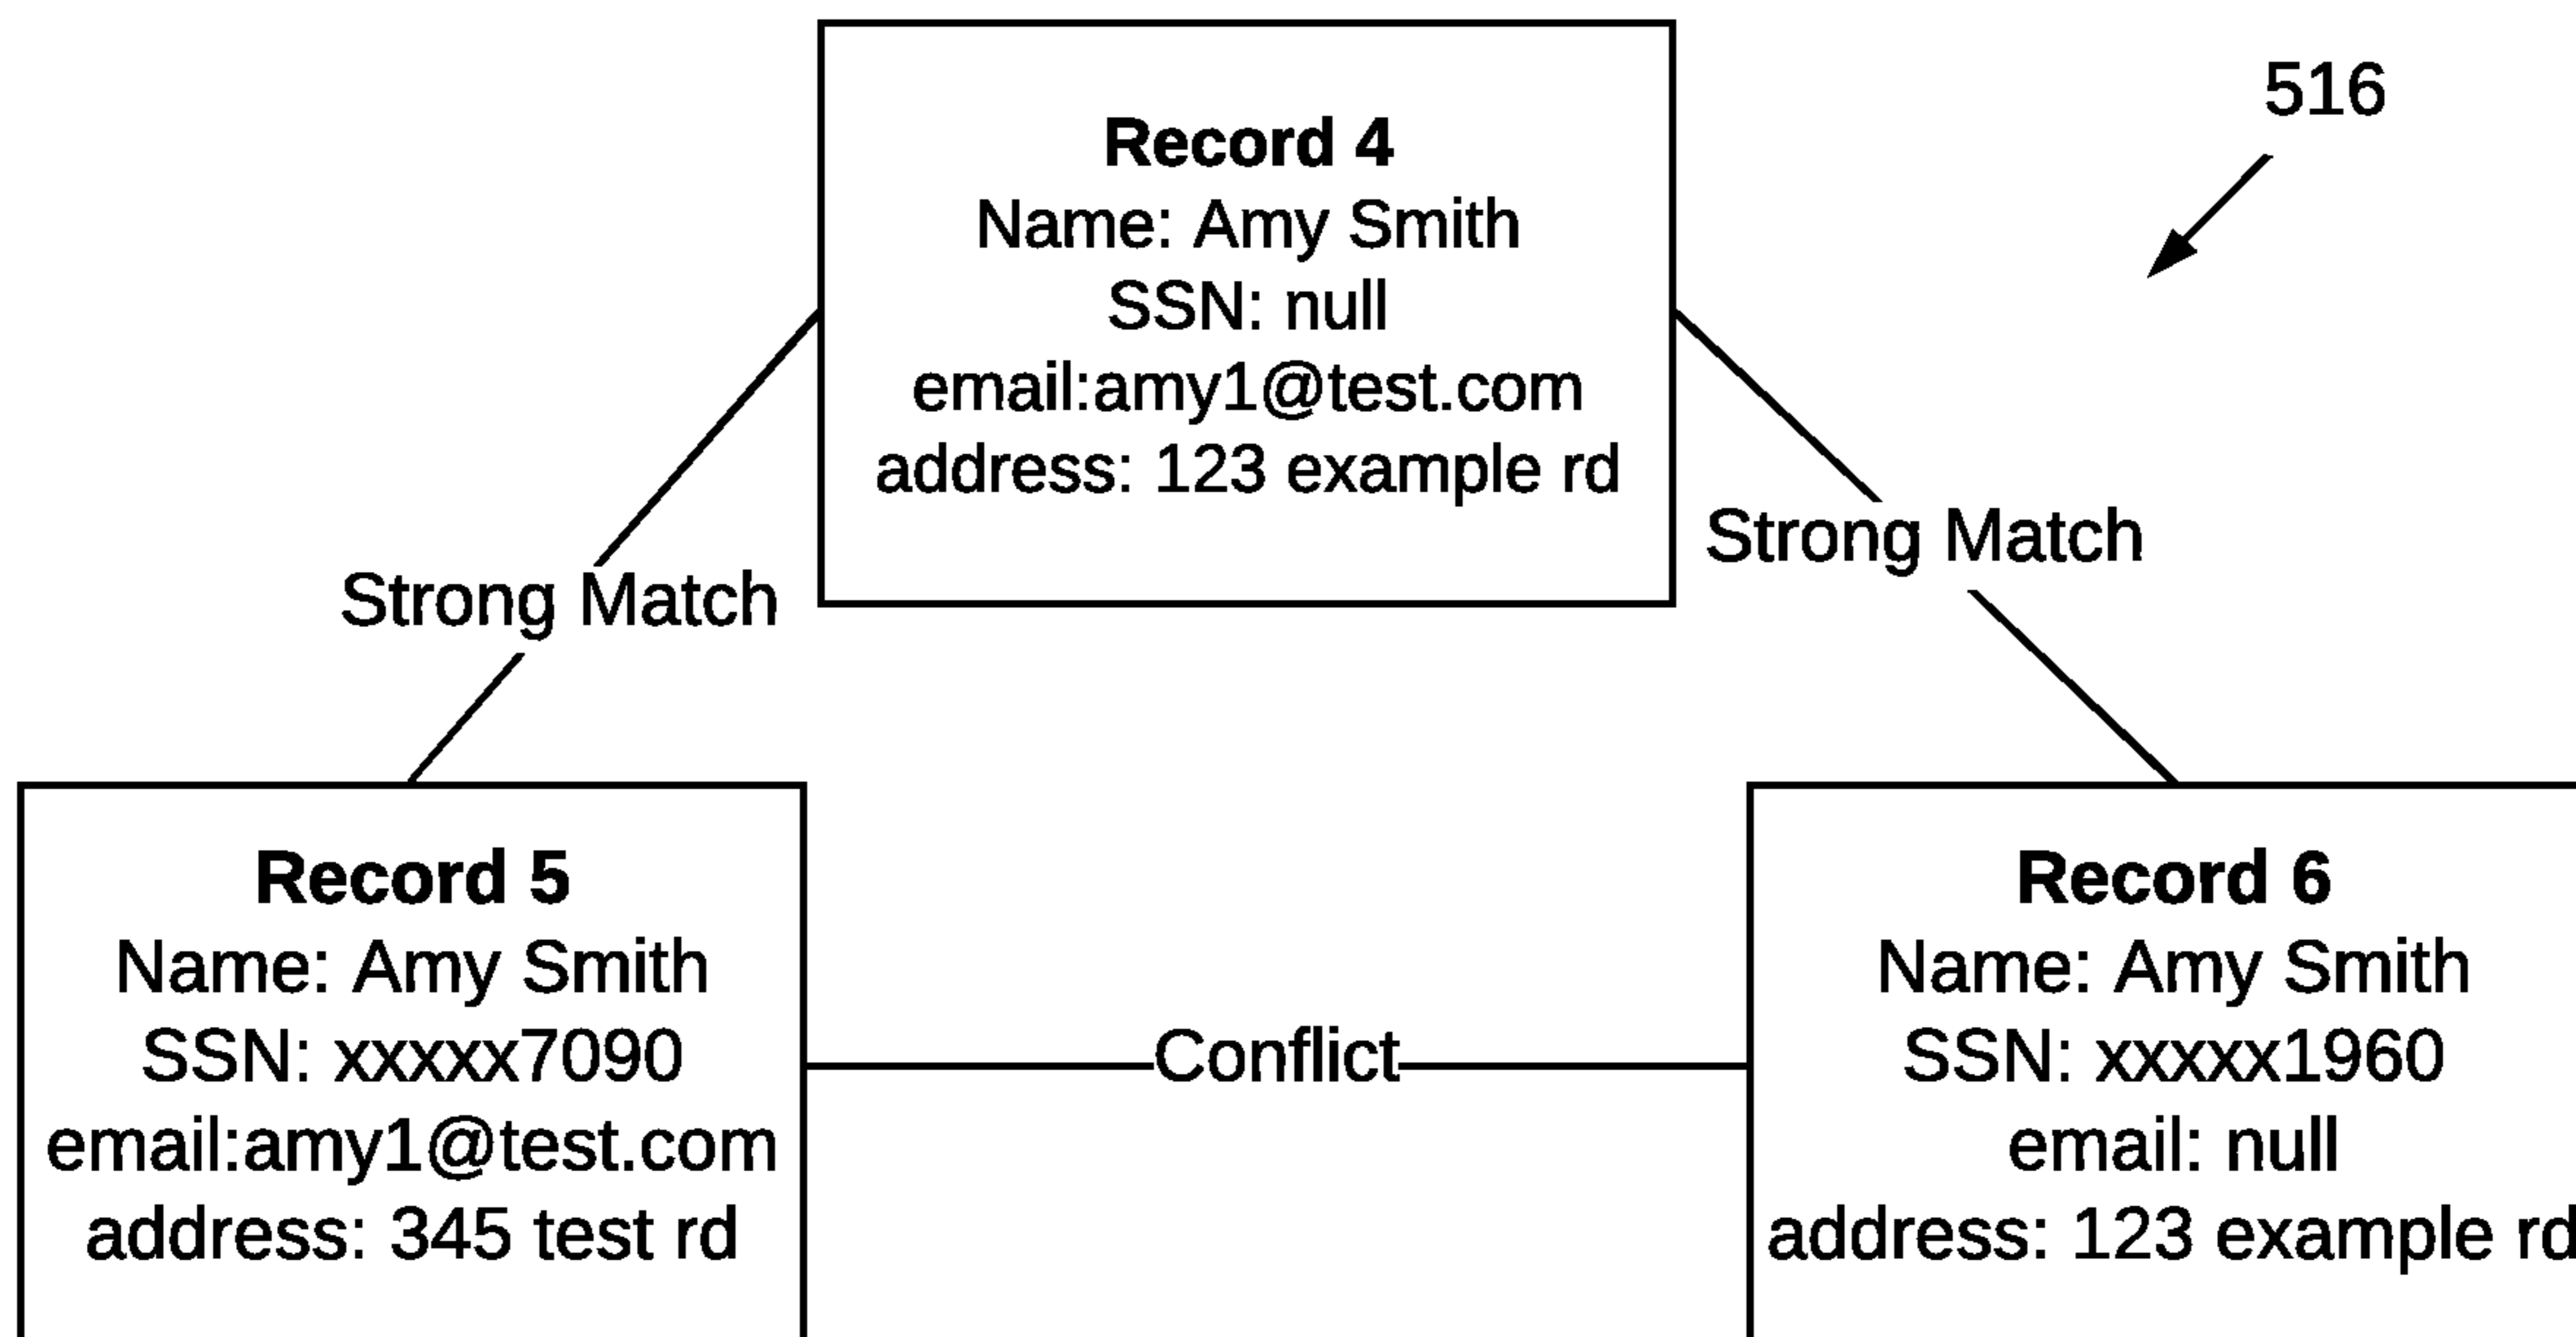 516
Record 4
Name: Amy Smith
SSN: null
email:amy1@test.com
address: 123 example rd
Strong Match
Strong Match
Record 5
Name: Amy Smith
SSN: xxxxx7090
email:amy1@test.com
address: 345 test rd
Conflict
Record 6
Name: Amy Smith
SSN: xxxxx1960
email: null
address: 123 example rd